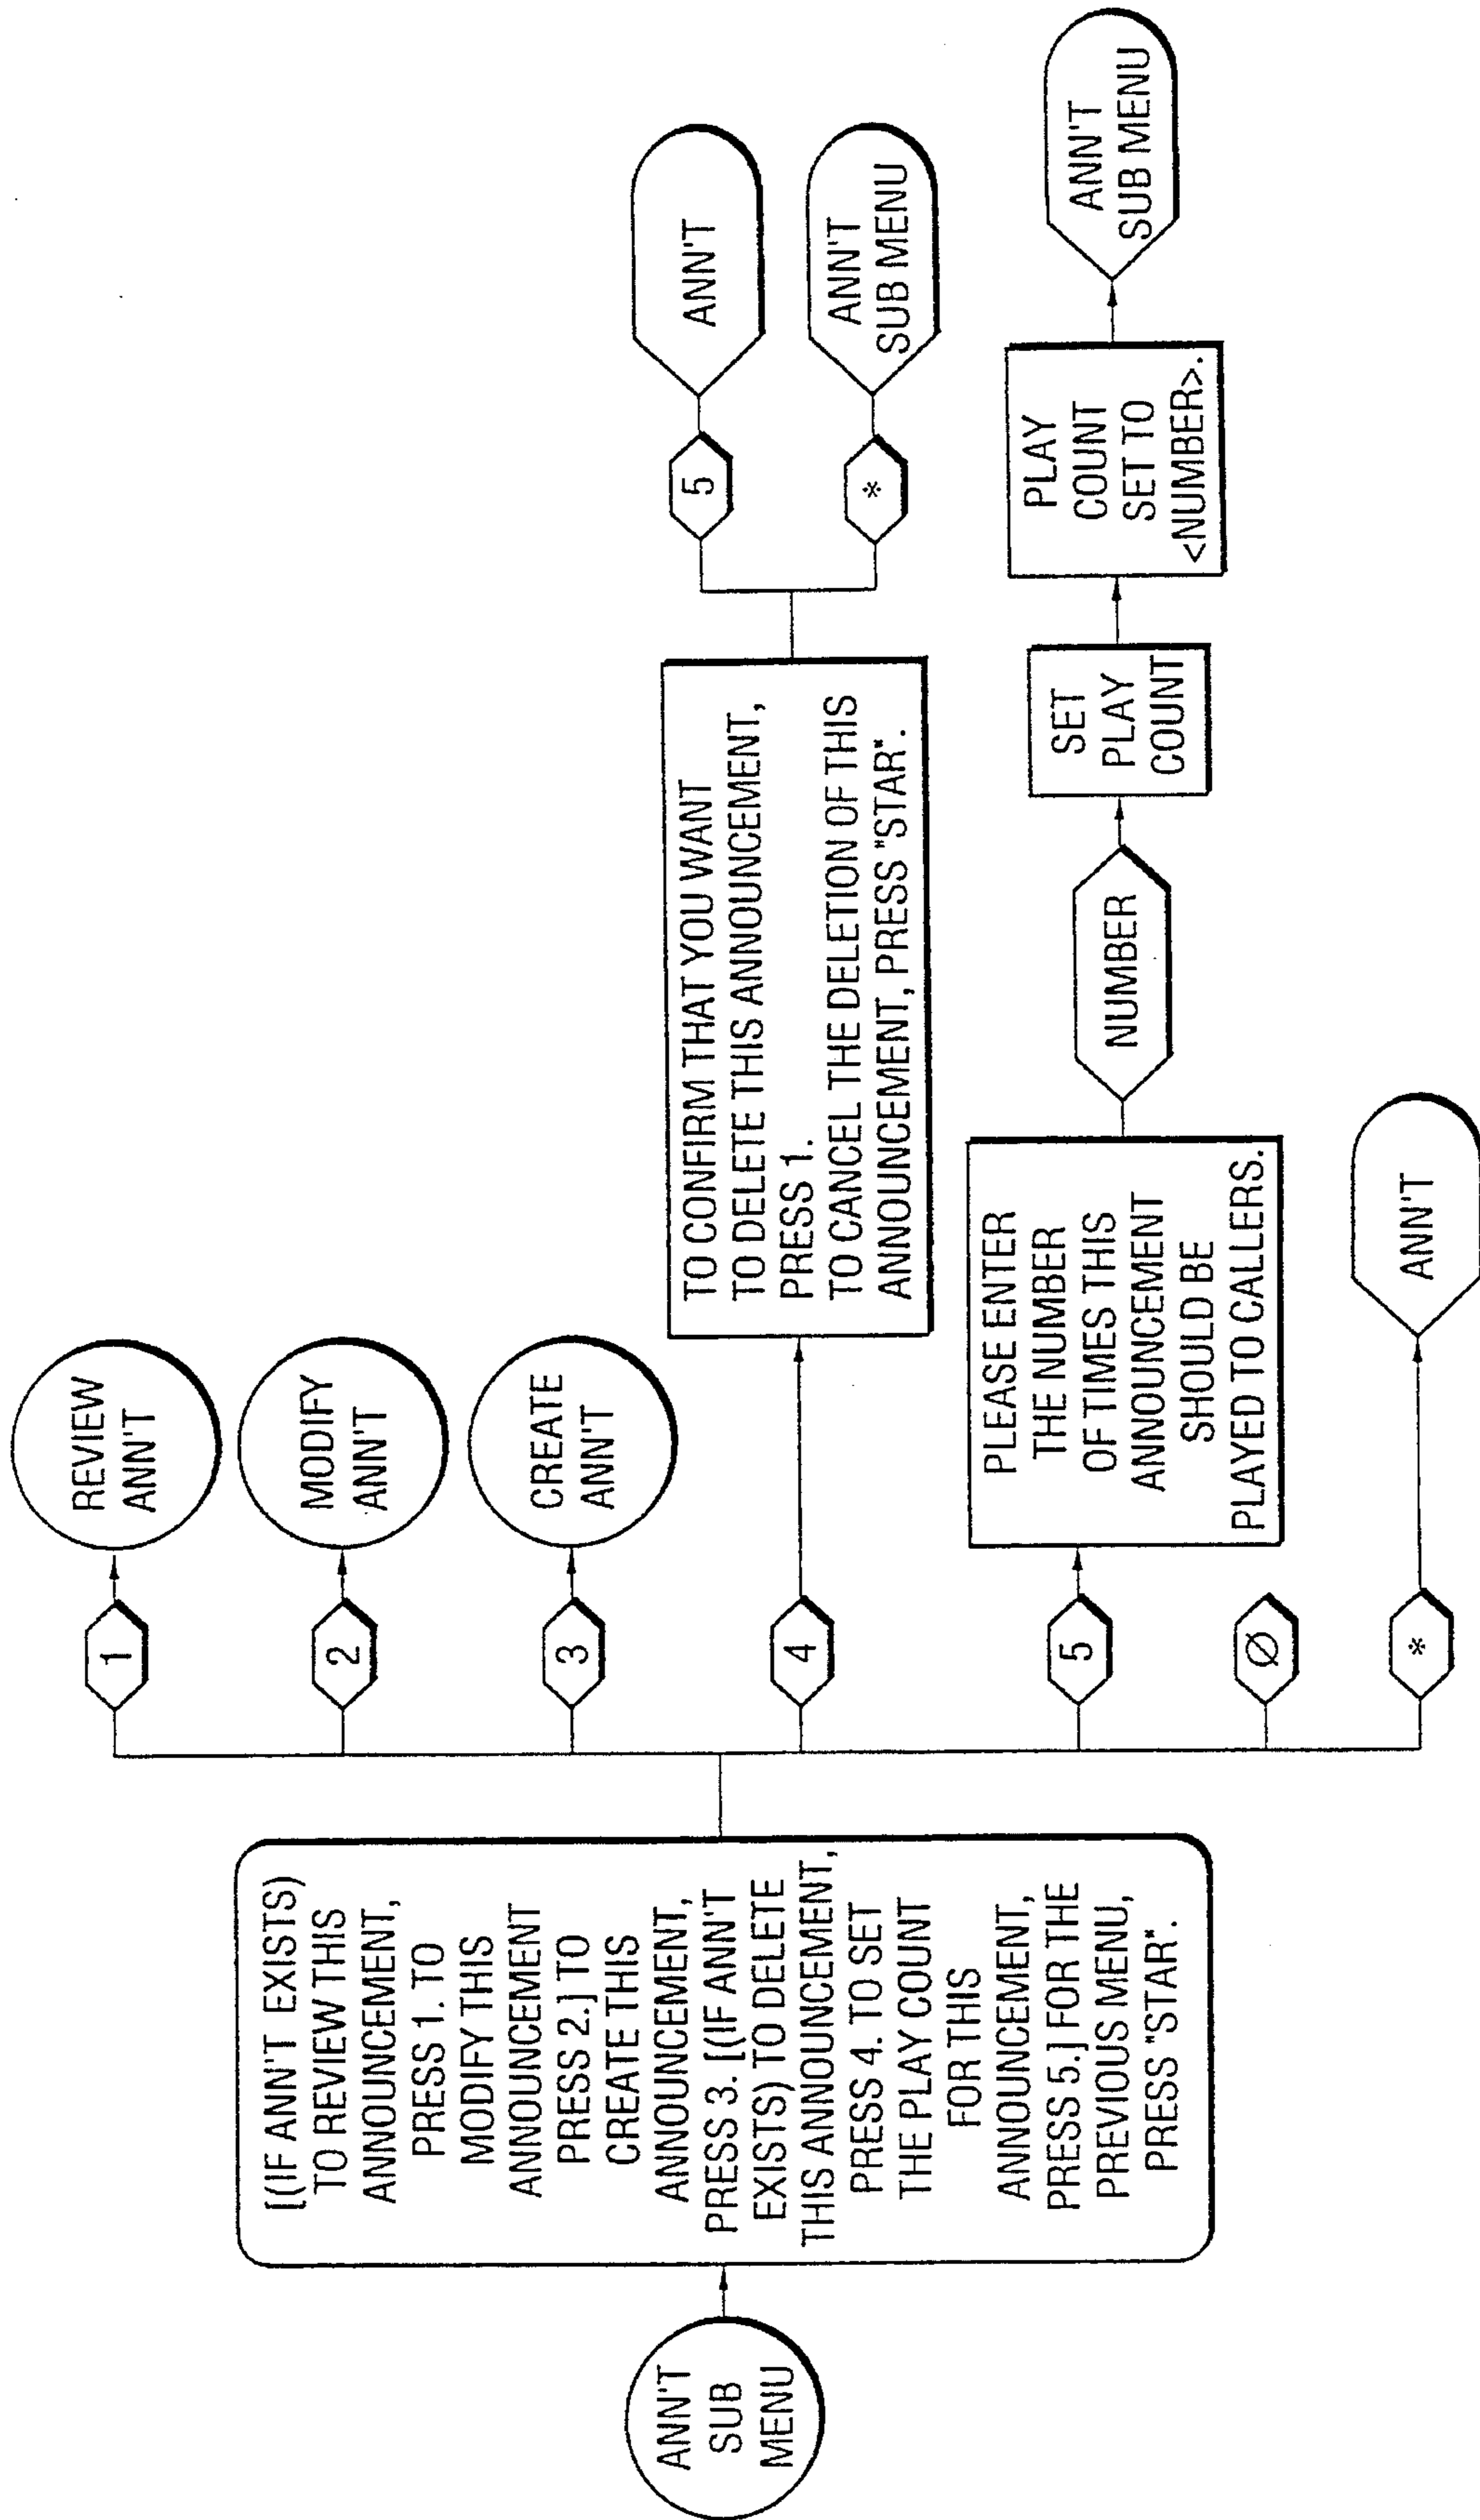 ANN'T
SUB
MENU
[(IF ANN'T EXISTS)
TO REVIEW THIS
ANNOUNCEMENT,
PRESS 1. TO
MODIFY THIS
ANNOUNCEMENT
PRESS 2.] TO
CREATE THIS
ANNOUNCEMENT,
PRESS 3. [(IF ANN'T
EXISTS) TO DELETE
THIS ANNOUNCEMENT,
PRESS 4. TO SET
THE PLAY COUNT
FOR THIS
ANNOUNCEMENT,
PRESS 5.] FOR THE
PREVIOUS MENU,
PRESS "STAR".
1
REVIEW
ANN'T
2
MODIFY
ANN'T
3
CREATE
ANN'T
4
TO CONFIRM THAT YOU WANT
TO DELETE THIS ANNOUNCEMENT,
PRESS 1.
TO CANCEL THE DELETION OF THIS
ANNOUNCEMENT, PRESS "STAR".
5
ANN'T
*
ANN'T
SUB MENU
5
PLEASE ENTER
THE NUMBER
OF TIMES THIS
ANNOUNCEMENT
SHOULD BE
PLAYED TO CALLERS.
NUMBER
SET
PLAY
COUNT
PLAY
COUNT
SET TO
<NUMBER>.
ANN'T
SUB MENU
Ø
*
ANN'T